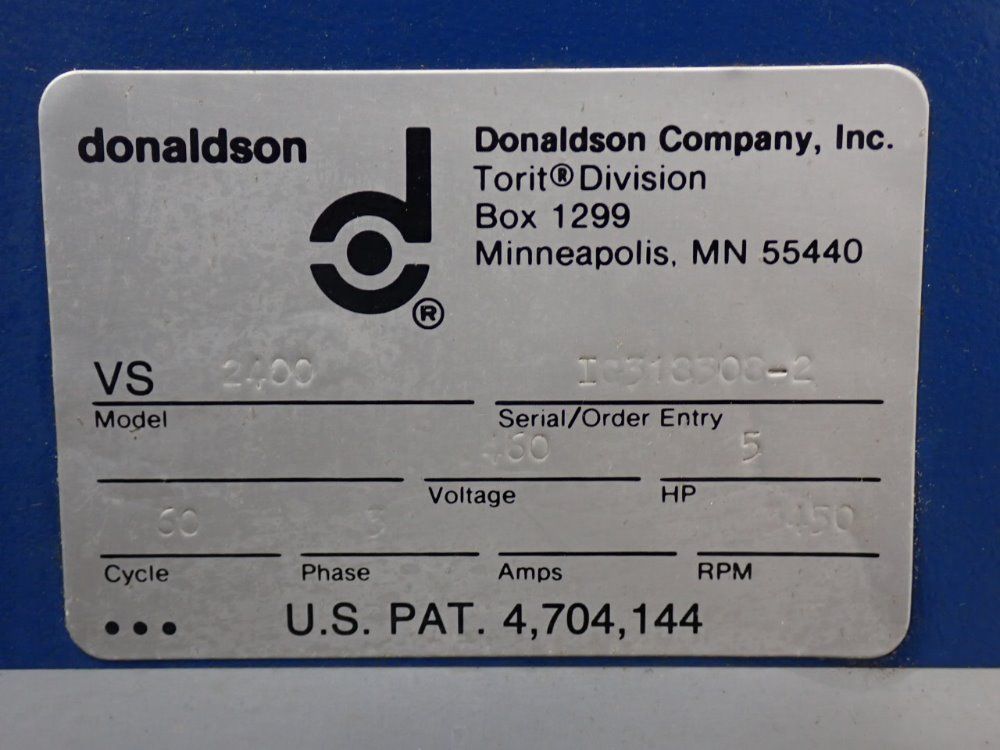 donaldson
Donaldson Company, Inc.
Torit® Division
Box 1299
Minneapolis, MN 55440
®
VS 2400
Model
Serial/Order Entry
460 5
Voltage HP
60 3
Cycle Phase Amps RPM
U.S. PAT. 4,704,144